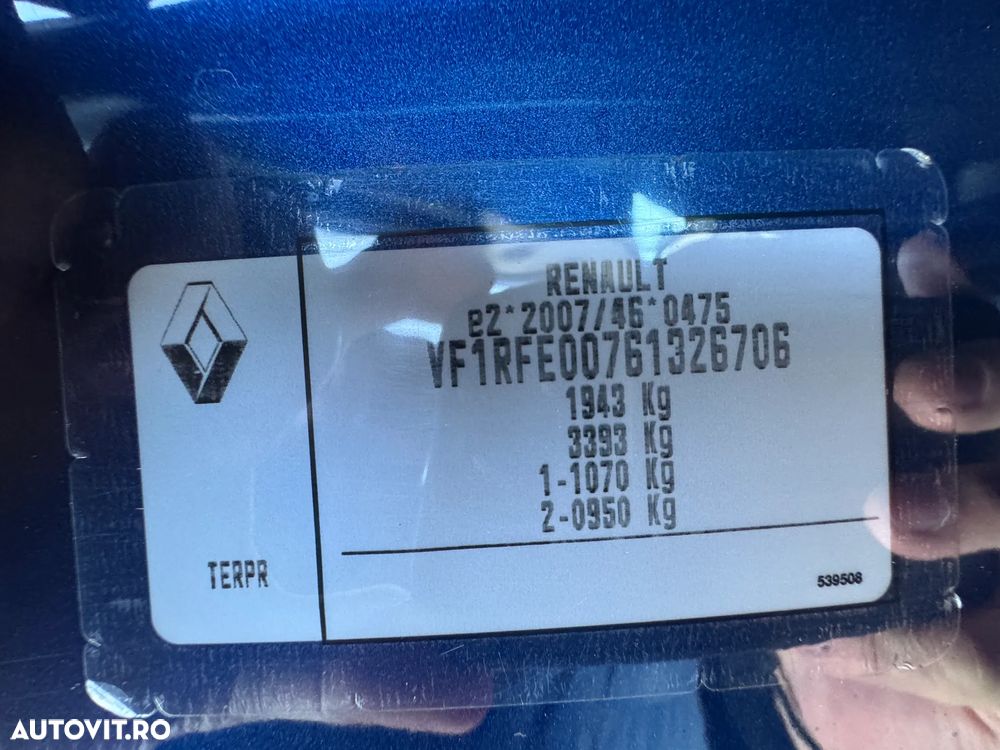 RENAULT
e2*2007/46*0475
VF1RFE00761326706
1943 Kg
3393 Kg
1-1070 Kg
2-0950 Kg
TERPR
539508
AUTOVIT.RO